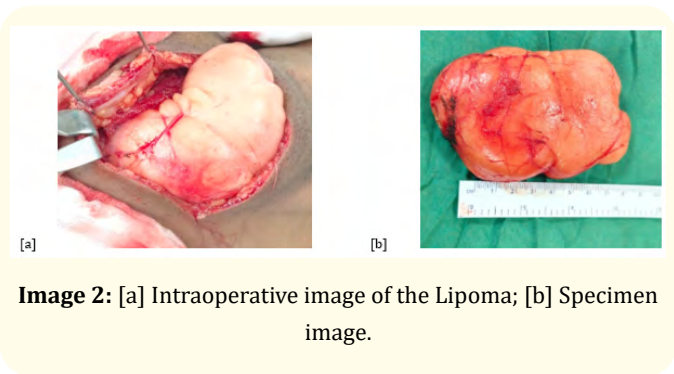 [a]
[b]
Image 2: [a] Intraoperative image of the Lipoma; [b] Specimen
image.